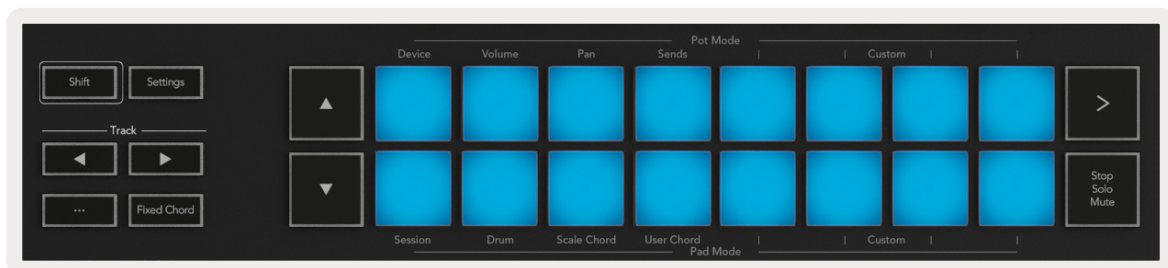 Pot Mode
Device Volume Pan Sends Custom
Shift Settings
Track
... Fixed Chord
Stop
Solo
Mute
Session Drum Scale Chord User Chord Custom
Pad Mode